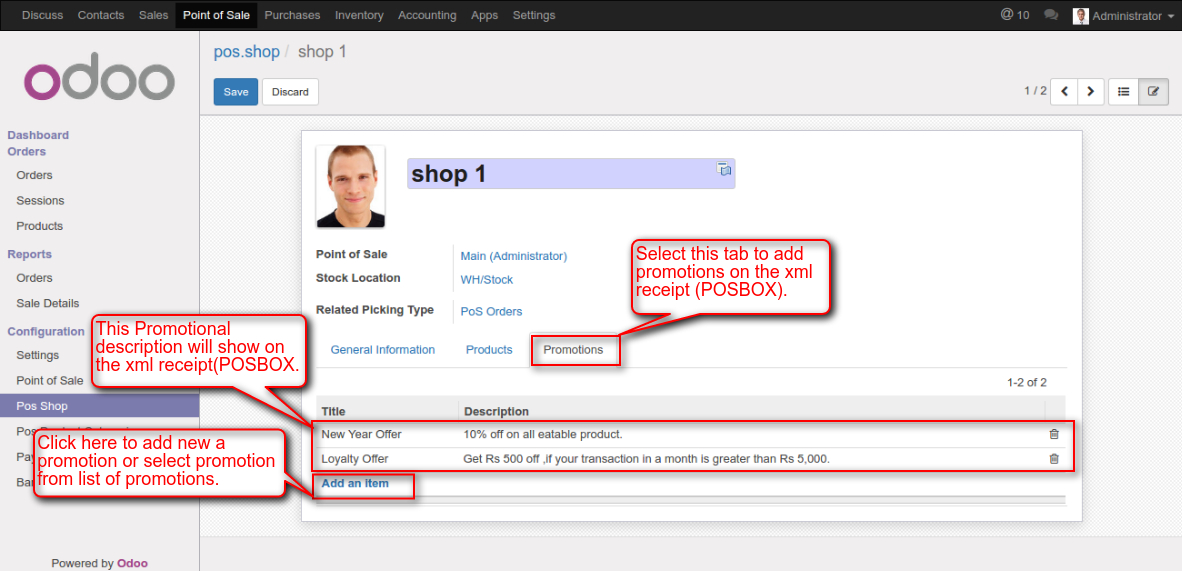 Discuss Contacts Sales Point of Sale Purchases Inventory Accounting Apps Settings @ 10 Administrator
odoo
pos.shop / shop 1
Save Discard 1 / 2
Dashboard
Orders
Orders
Sessions
Products
Reports
Orders
Sale Details
Configuration
Settings
Point of Sale
Pos Shop
Powered by Odoo
shop 1
Point of Sale Main (Administrator)
Stock Location WH/Stock
Related Picking Type PoS Orders
Select this tab to add
promotions on the xml
receipt (POSBOX).
This Promotional
description will show on
the xml receipt(POSBOX.
General Information Products Promotions
1-2 of 2
Title Description
New Year Offer 10% off on all eatable product.
Loyalty Offer Get Rs 500 off ,if your transaction in a month is greater than Rs 5,000.
Add an Item
Click here to add new a
promotion or select promotion
from list of promotions.